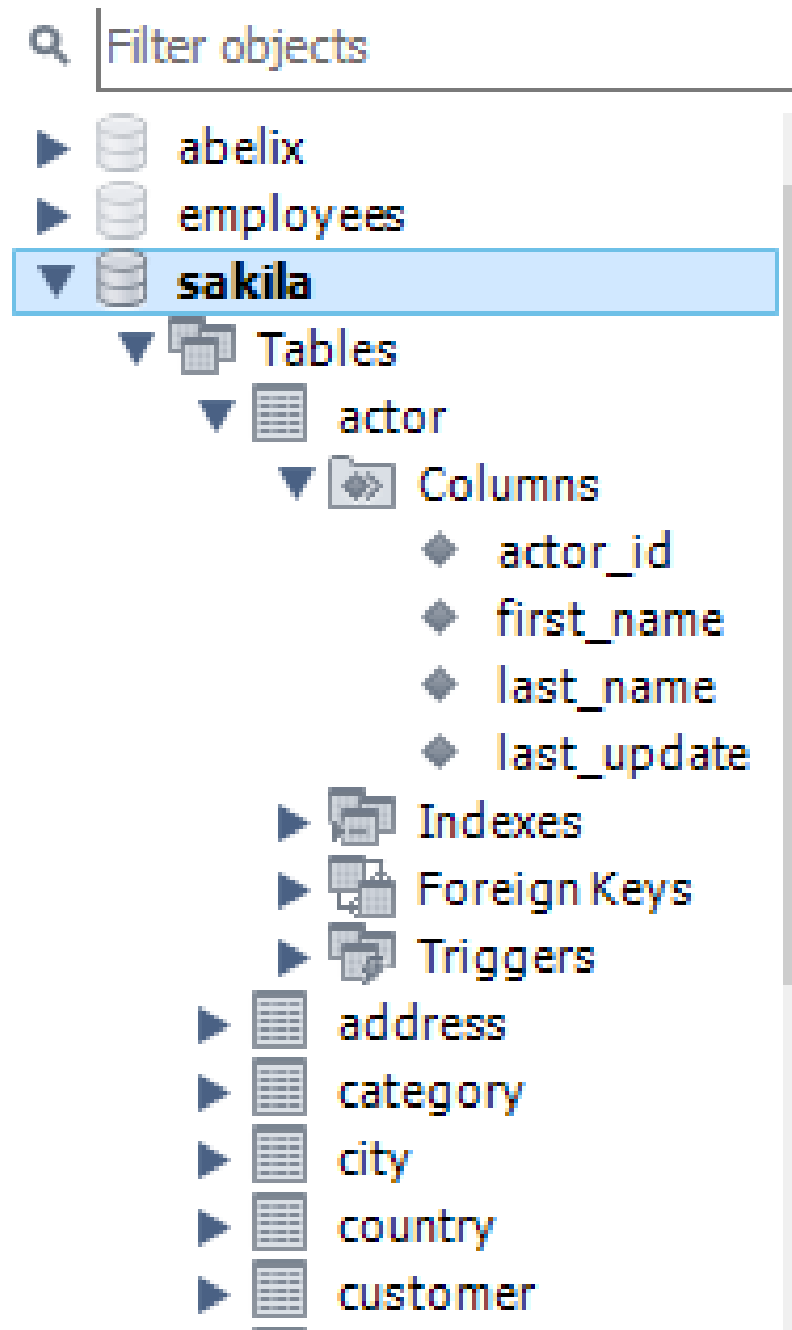 Filter objects
abelix
employees
sakila
Tables
actor
Columns
actor_id
first_name
last_name
last_update
Indexes
Foreign Keys
Triggers
address
category
city
country
customer